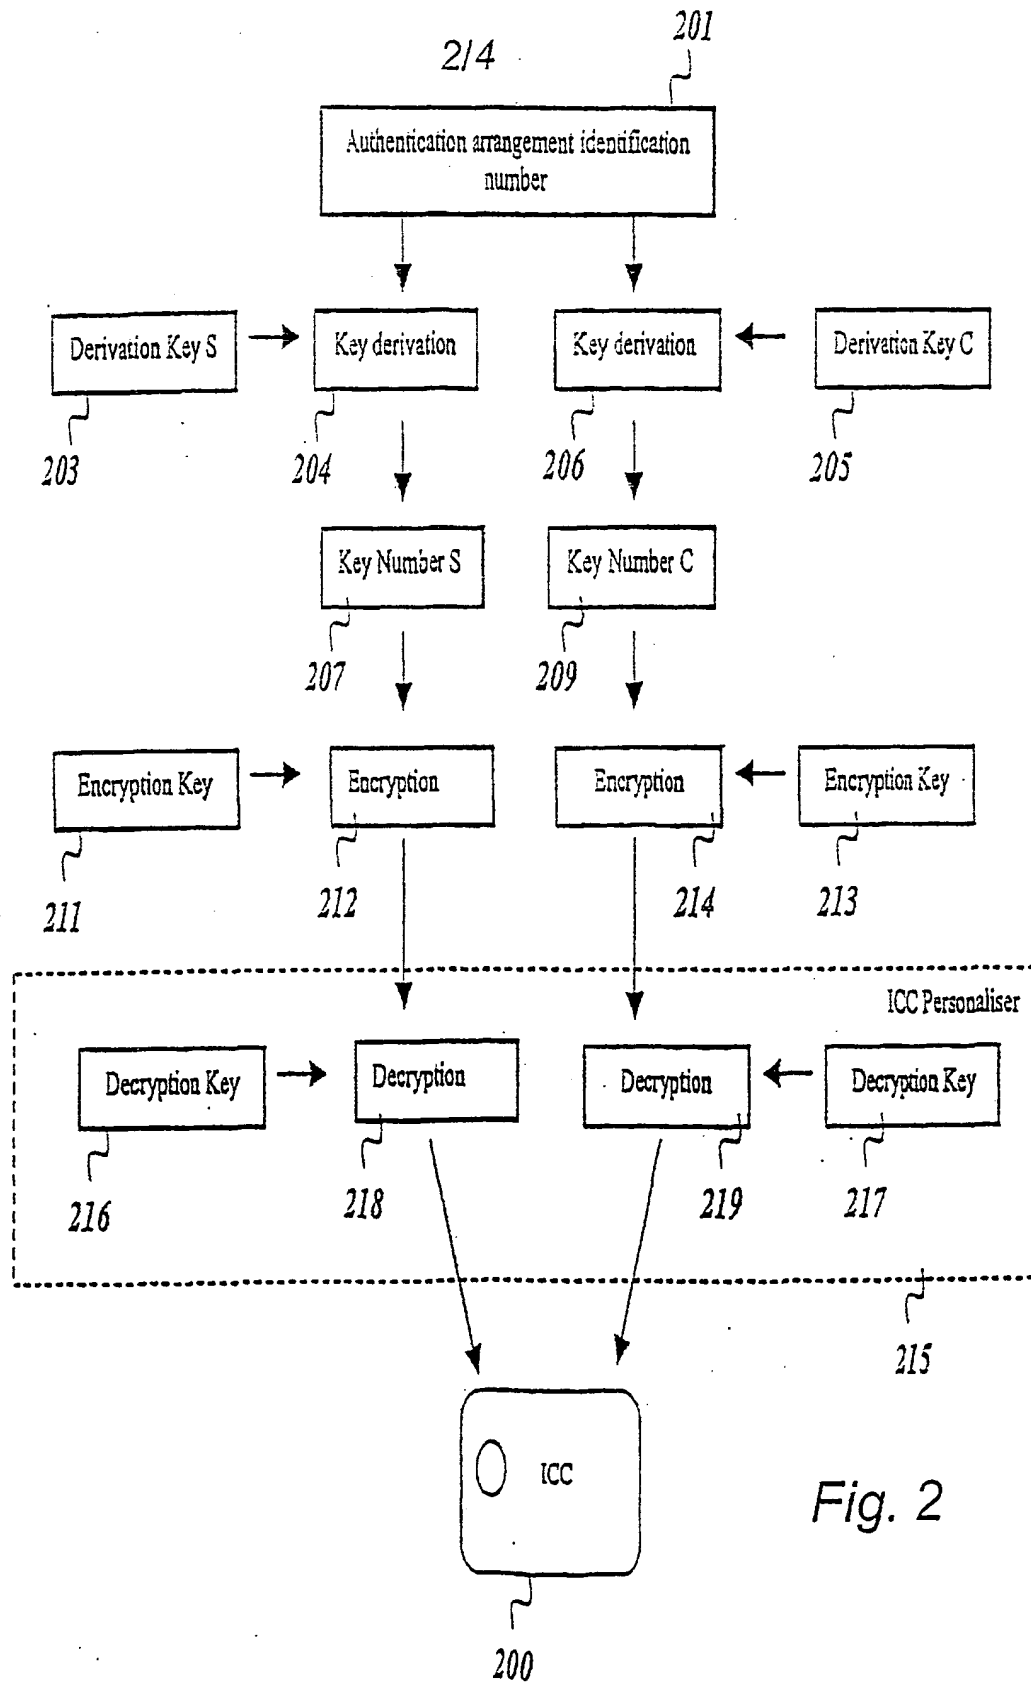 201
2/4
Authentication arrangement identification
number
Derivation Key S
Key derivation
Key derivation
Derivation Key C
203
204
206
205
Key Number S
Key Number C
207
209
Encryption Key
Encryption
Encryption
Encryption Key
211
212
214
213
ICC Personaliser
Decryption Key
Decryption
Decryption
Decryption Key
216
218
219
217
215
ICC
Fig. 2
200